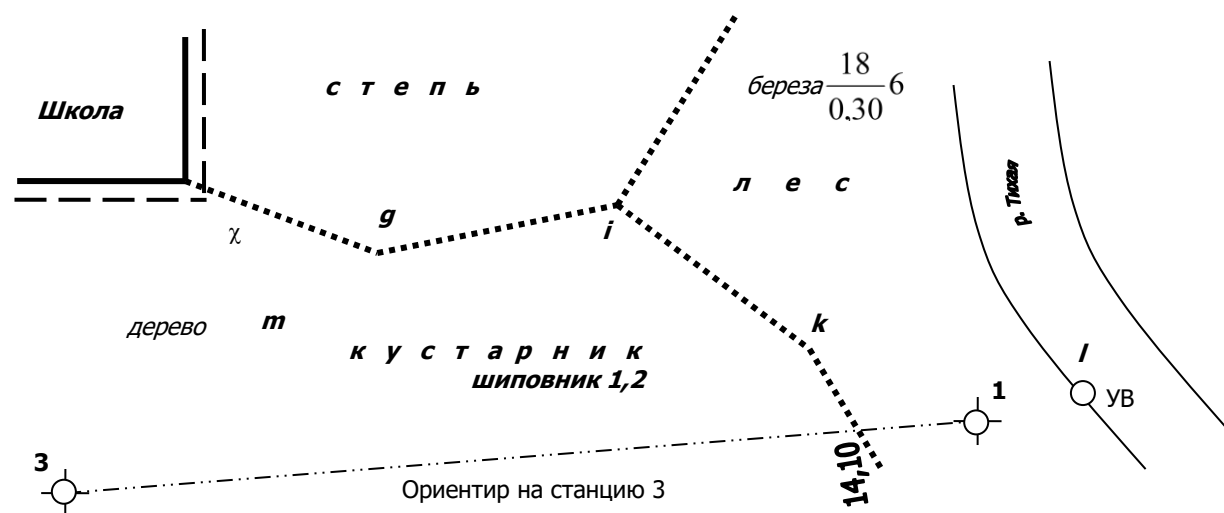 с т е п ь
береза 18/0,30 6
Школа
л е с
р. Тихая
g
i
χ
дерево m
k
к у с т а р н и к
шиповник 1,2
l
УВ
1
3
14,10
Ориентир на станцию 3